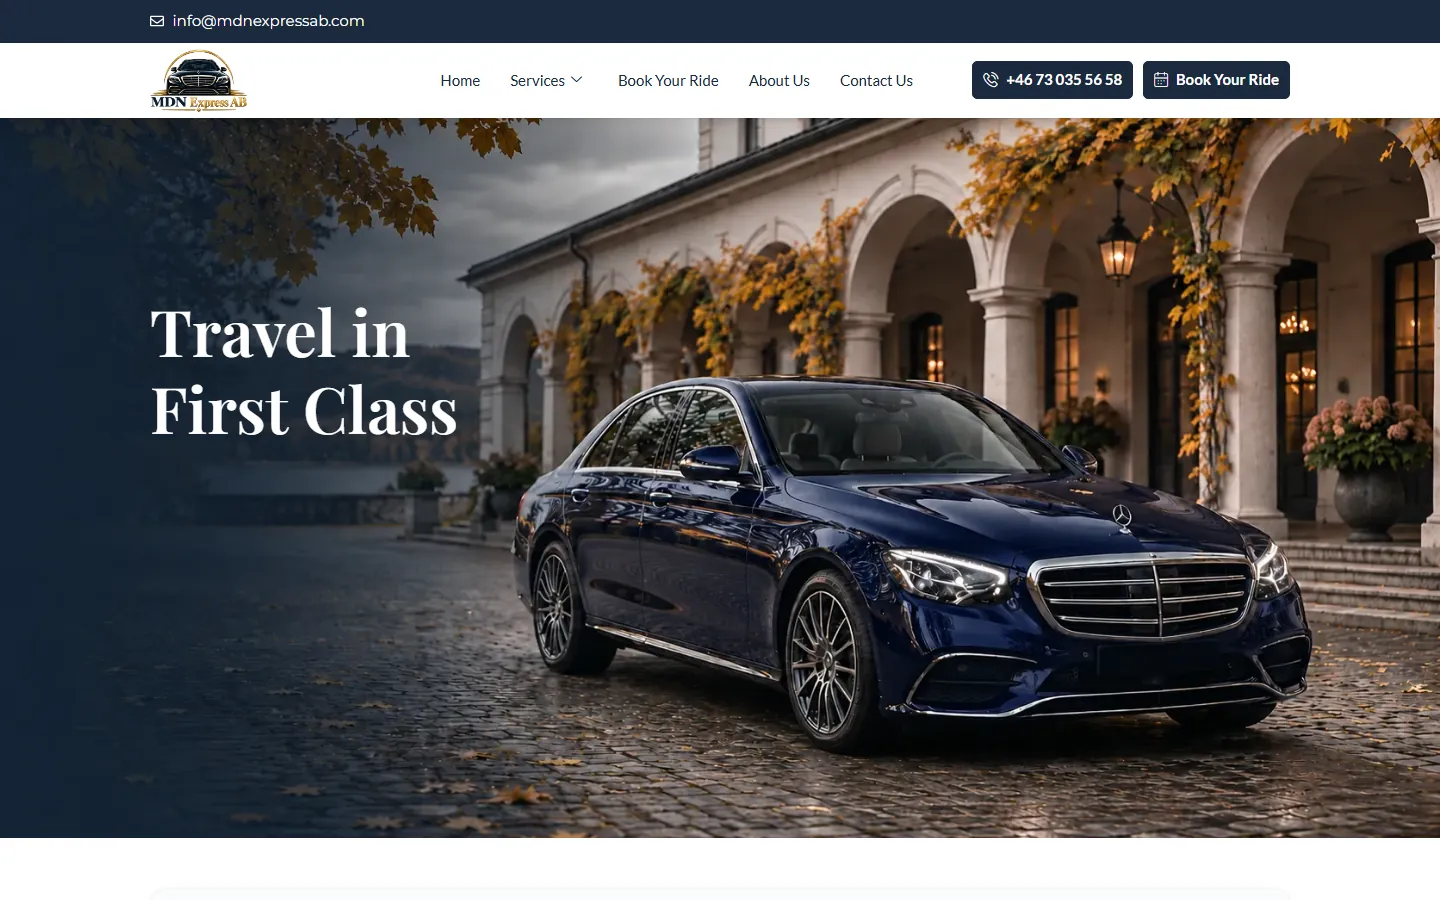 info@mdnexpressab.com
MDN Express AB
Home
Services
Book Your Ride
About Us
Contact Us
+46 73 035 56 58
Book Your Ride
Travel in
First Class